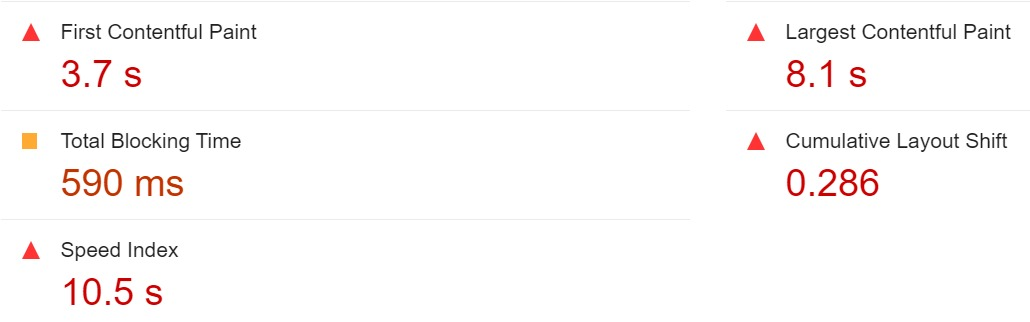 First Contentful Paint
3.7 s
Largest Contentful Paint
8.1 s
Total Blocking Time
590 ms
Cumulative Layout Shift
0.286
Speed Index
10.5 s